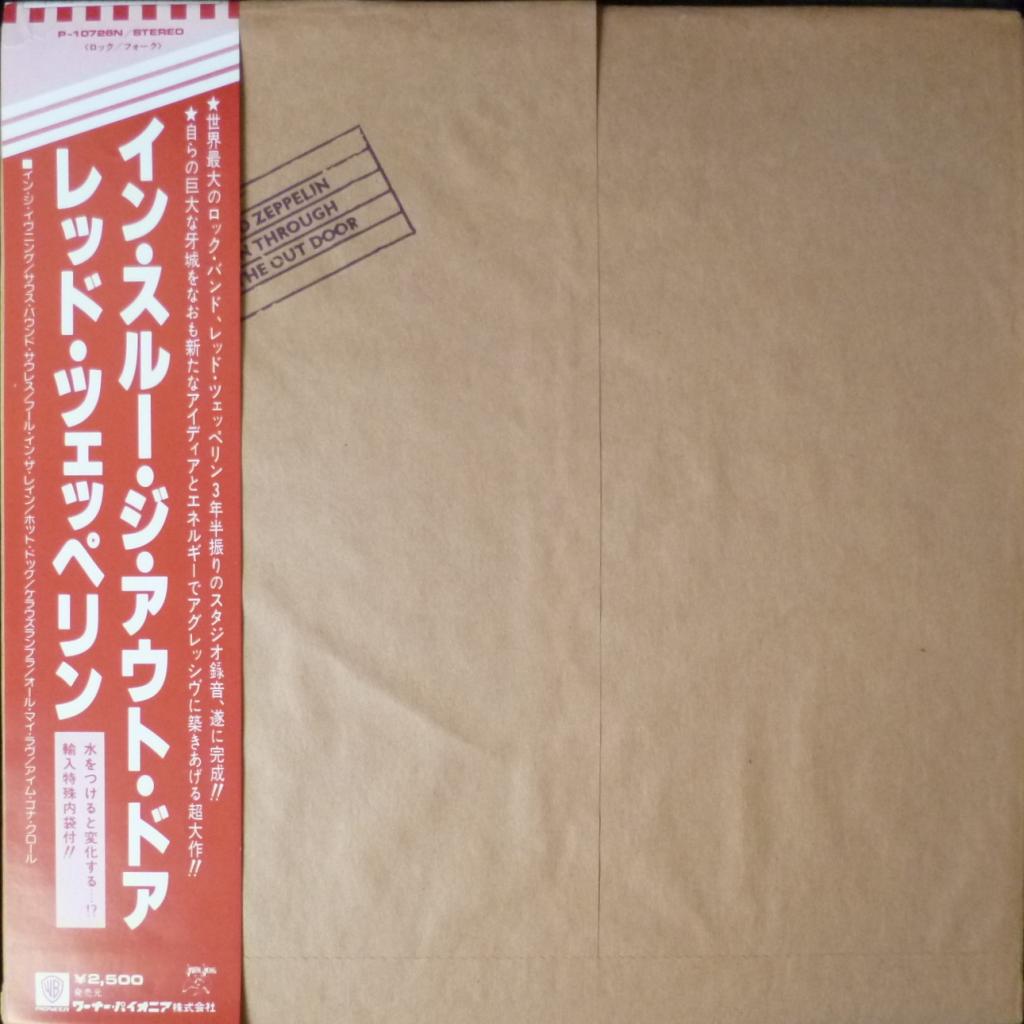 P-10726N/STEREO
〈ロック/フォーク〉
★世界最大のロック・バンド、レッド・ツェッペリン3年半振りのスタジオ録音、遂に完成!!
★自らの巨大な牙城をなおも新たなアイディアとエネルギーでアグレッシヴに築きあげる超大作!!
イン・スルー・ジ・アウト・ドア
レッド・ツェッペリン
水をつけると変化する…!?
輸入特殊内袋付!!
■イン・ジ・イヴニング/サウス・バウンド・サウレス/フール・イン・ザ・レイン/ホット・ドッグ/ケラウズランブラ/オール・マイ・ラヴ/アイム・ゴナ・クロール
WB
PIONEER
¥2,500
発売元
ワーナー・パイオニア株式会社
D ZEPPELIN
N THROUGH
HE OUT DOOR